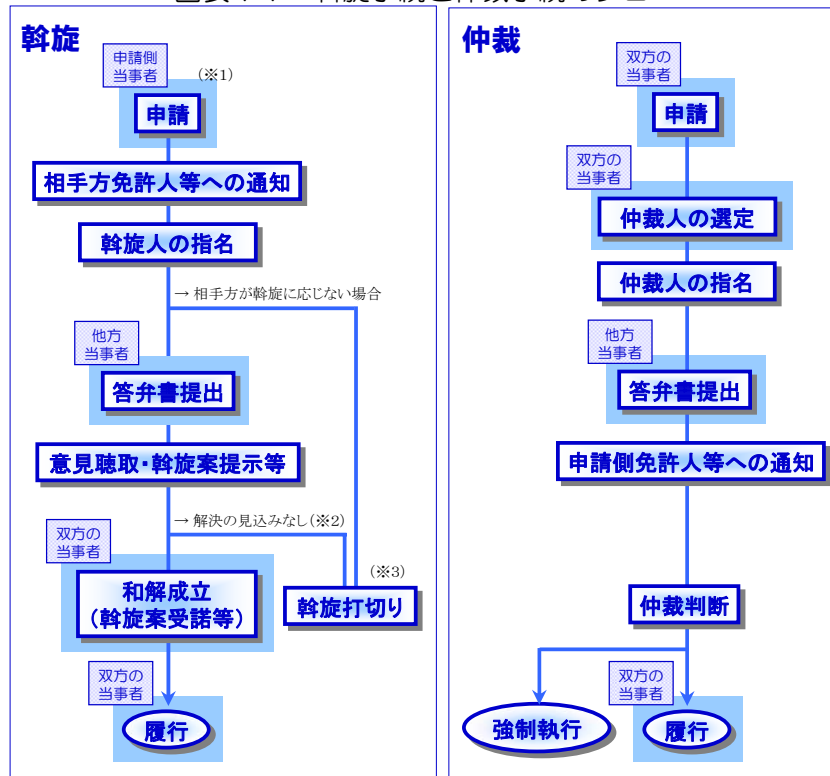 斡旋
申請側
当事者
(※1)
申請
相手方免許人等への通知
斡旋人の指名
→ 相手方が斡旋に応じない場合
他方
当事者
答弁書提出
意見聴取・斡旋案提示等
→ 解決の見込みなし(※2)
双方の
当事者
(※3)
和解成立
(斡旋案受諾等)
斡旋打切り
双方の
当事者
履行
仲裁
双方の
当事者
申請
双方の
当事者
仲裁人の選定
仲裁人の指名
他方
当事者
答弁書提出
申請側免許人等への通知
仲裁判断
双方の
当事者
強制執行
履行